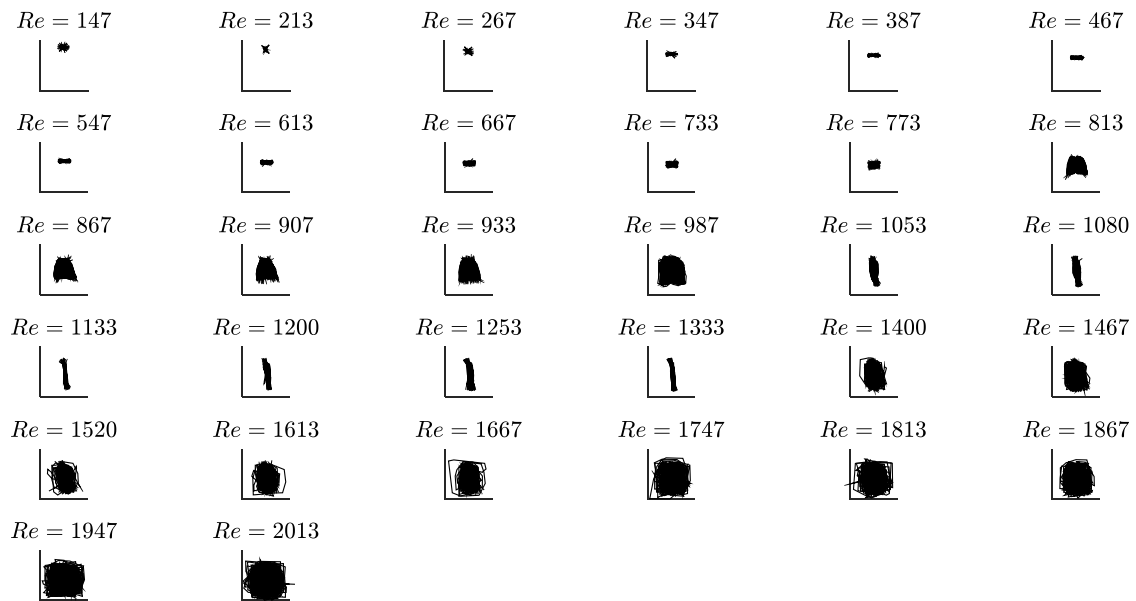 Re = 147 Re = 213 Re = 267 Re = 347 Re = 387 Re = 467
Re = 547 Re = 613 Re = 667 Re = 733 Re = 773 Re = 813
Re = 867 Re = 907 Re = 933 Re = 987 Re = 1053 Re = 1080
Re = 1133 Re = 1200 Re = 1253 Re = 1333 Re = 1400 Re = 1467
Re = 1520 Re = 1613 Re = 1667 Re = 1747 Re = 1813 Re = 1867
Re = 1947 Re = 2013